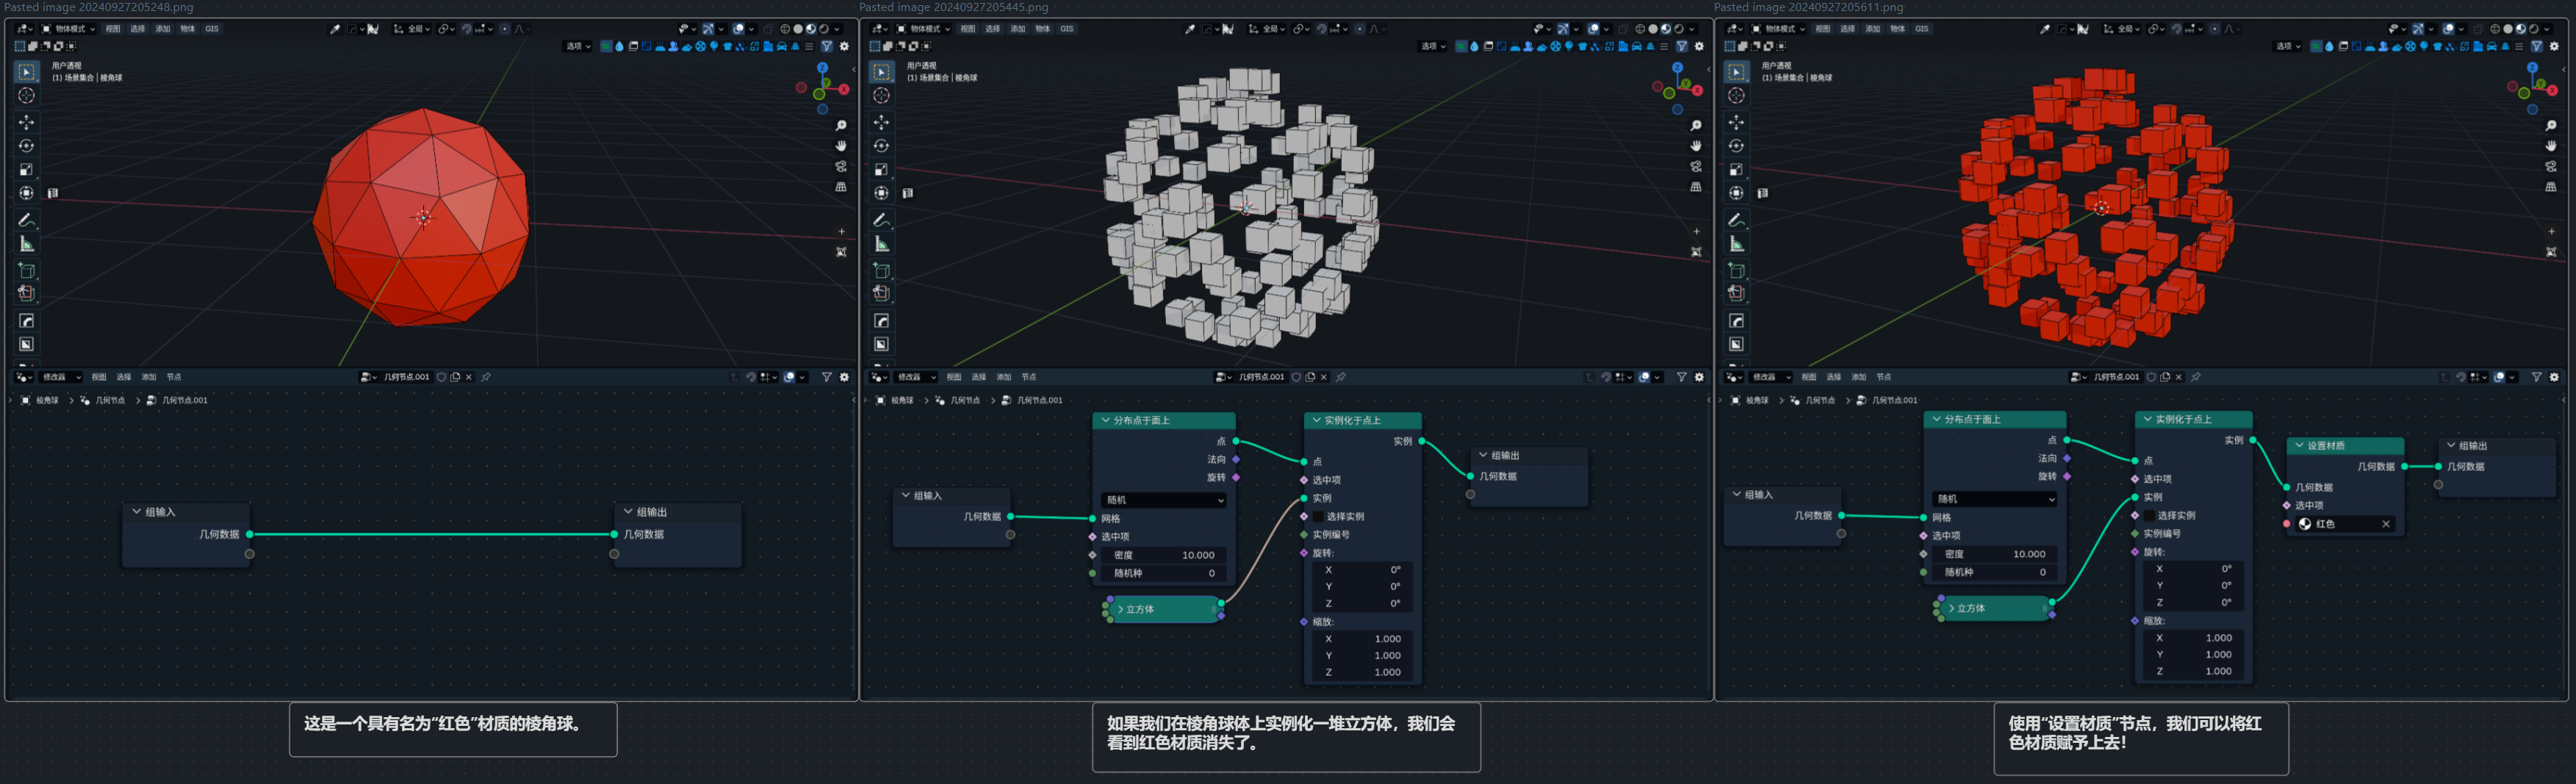 Pasted image 20240927205248.png
物体模式 视图 选择 添加 物体 GIS
全局
选项
用户透视
(1) 场景集合 | 棱角球
Z
Y
X
修改器 视图 选择 添加 节点
几何节点.001
棱角球 > 几何节点 > 几何节点.001
组输入
几何数据
组输出
几何数据
这是一个具有名为“红色”材质的棱角球。
Pasted image 20240927205445.png
物体模式 视图 选择 添加 物体 GIS
全局
选项
用户透视
(1) 场景集合 | 棱角球
Z
Y
X
修改器 视图 选择 添加 节点
几何节点.001
棱角球 > 几何节点 > 几何节点.001
组输入
几何数据
分布点于面上
点
法向
旋转
随机
网格
选中项
密度 10.000
随机种 0
立方体
实例化于点上
实例
点
选中项
实例
选择实例
实例编号
旋转:
X 0°
Y 0°
Z 0°
缩放:
X 1.000
Y 1.000
Z 1.000
组输出
几何数据
如果我们在棱角球体上实例化一堆立方体，我们会
看到红色材质消失了。
Pasted image 20240927205611.png
物体模式 视图 选择 添加 物体 GIS
全局
选项
用户透视
(1) 场景集合 | 棱角球
Z
Y
X
修改器 视图 选择 添加 节点
几何节点.001
棱角球 > 几何节点 > 几何节点.001
组输入
几何数据
分布点于面上
点
法向
旋转
随机
网格
选中项
密度 10.000
随机种 0
立方体
实例化于点上
实例
点
选中项
实例
选择实例
实例编号
旋转:
X 0°
Y 0°
Z 0°
缩放:
X 1.000
Y 1.000
Z 1.000
设置材质
几何数据
几何数据
选中项
红色
组输出
几何数据
使用“设置材质”节点，我们可以将红
色材质赋予上去！